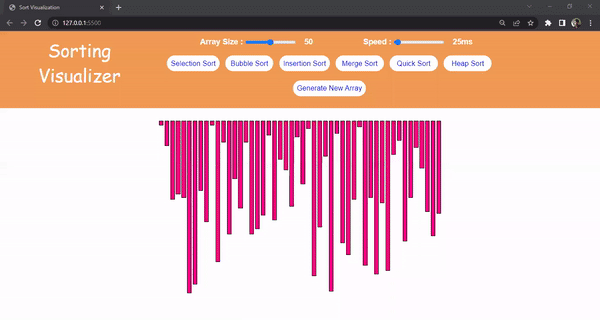 Sort Visualization
127.0.0.1:5500
Sorting
Visualizer
Array Size : 50 Speed : 25ms
Selection Sort Bubble Sort Insertion Sort Merge Sort Quick Sort Heap Sort
Generate New Array